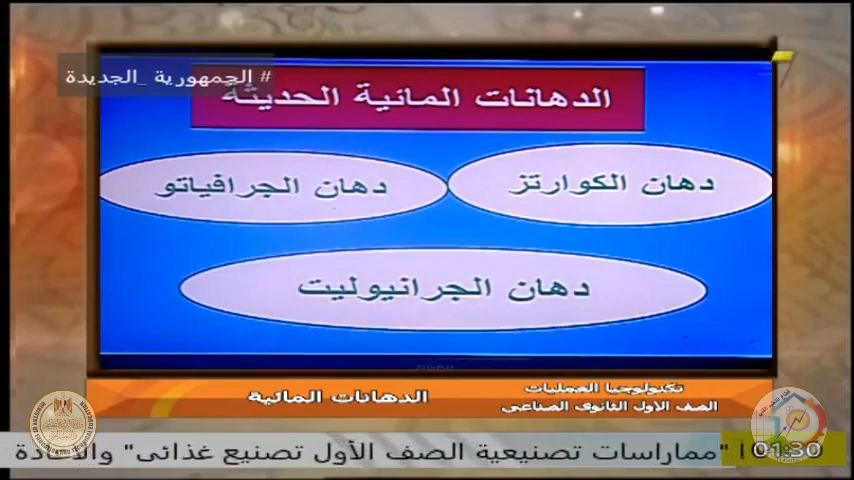 # الجمهورية _الجديدة
الدهانات المائية الحديثة
دهان الكوارتز
دهان الجرافياتو
دهان الجرانيوليت
تكنولوجيا العمليات
الصف الأول الثانوى الصناعى
الدهانات المائية
"ممارسات تصنيعية الصف الأول تصنيع غذائى"
01:30